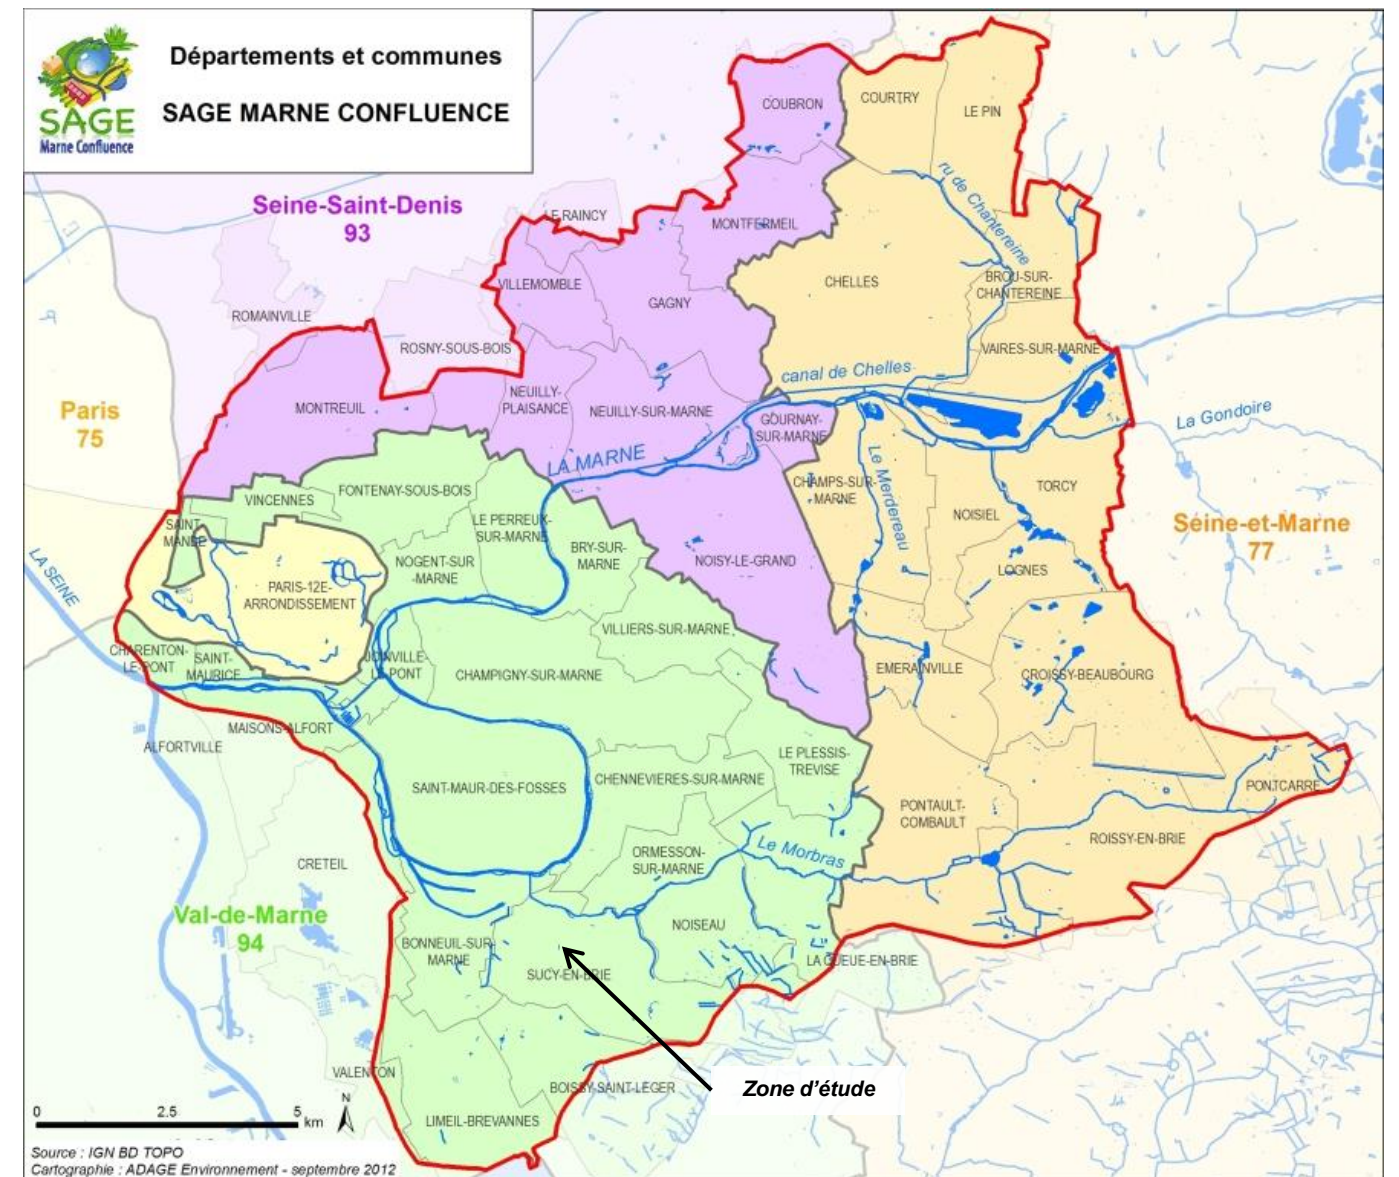 Départements et communes
SAGE MARNE CONFLUENCE
SAGE
Marne Confluence
COUBRON
COURTRY
LE PIN
Seine-Saint-Denis
93
LE RAINCY
MONTFERMEIL
ru de Chantereine
VILLEMOMBLE
GAGNY
CHELLES
BROU-SUR-
CHANTEREINE
ROMAINVILLE
ROSNY-SOUS-BOIS
VAIRES-SUR-MARNE
canal de Chelles
Paris
75
MONTREUIL
NEUILLY-
PLAISANCE
NEUILLY-SUR-MARNE
GOURNAY-
SUR-MARNE
La Gondoire
LA MARNE
Le Merdereau
VINCENNES
FONTENAY-SOUS-BOIS
CHAMPS-SUR-
MARNE
TORCY
SAINT
MANDE
LE PERREUX-
SUR-MARNE
NOISIEL
Seine-et-Marne
77
BRY-SUR-
MARNE
NOGENT-SUR
-MARNE
NOISY-LE-GRAND
LOGNES
LA SEINE
PARIS-12E-
ARRONDISSEMENT
VILLIERS-SUR-MARNE
CHARENTON-
LE-PONT
SAINT-
MAURICE
JOINVILLE-
LE-PONT
CHAMPIGNY-SUR-MARNE
EMERAINVILLE
CROISSY-BEAUBOURG
MAISONS-ALFORT
ALFORTVILLE
LE PLESSIS-
TREVISE
SAINT-MAUR-DES-FOSSES
CHENNEVIERES-SUR-MARNE
PONTCARRE
PONTAULT-
COMBAULT
ROISSY-EN-BRIE
ORMESSON-
SUR-MARNE
Le Morbras
CRETEIL
Val-de-Marne
94
NOISEAU
BONNEUIL-SUR-
MARNE
SUCY-EN-BRIE
LA QUEUE-EN-BRIE
VALENTON
BOISSY-SAINT-LEGER
Zone d'étude
LIMEIL-BREVANNES
0 2.5 5 km
N
Source : IGN BD TOPO
Cartographie : ADAGE Environnement - septembre 2012